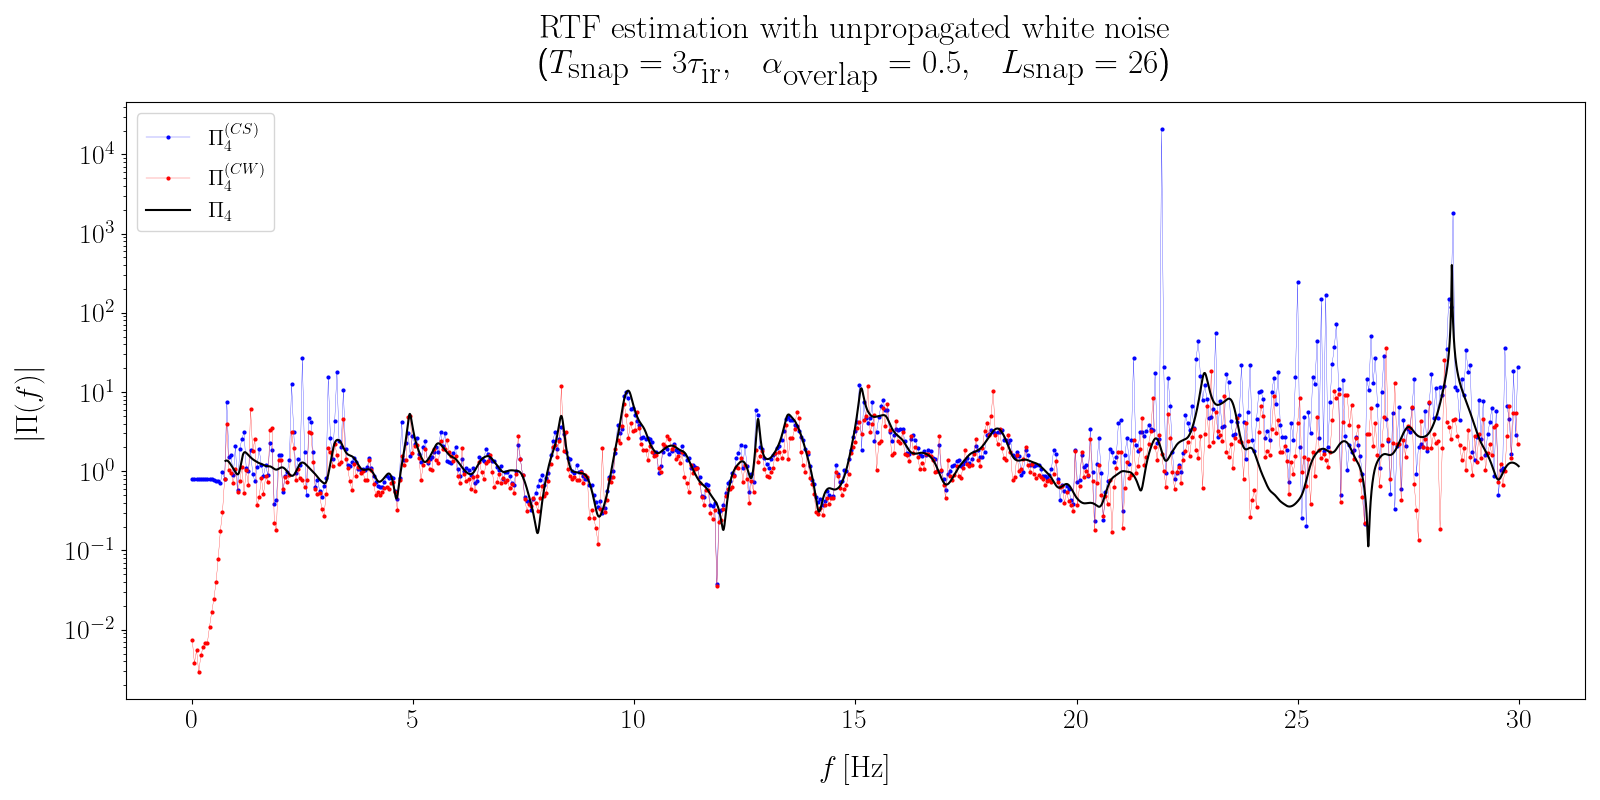 RTF estimation with unpropagated white noise
(T_snap = 3τ_ir, α_overlap = 0.5, L_snap = 26)
Π_4^(CS)
Π_4^(CW)
Π_4
|Π(f)|
10^4
10^3
10^2
10^1
10^0
10^−1
10^−2
0 5 10 15 20 25 30
f [Hz]